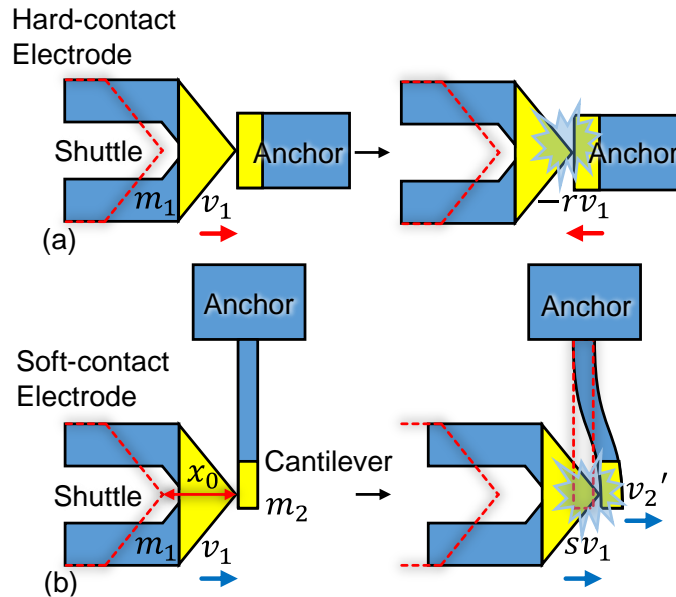 Hard-contact
Electrode
Shuttle
Anchor
Anchor
m₁
v₁
−rv₁
(a)
Anchor
Anchor
Soft-contact
Electrode
Cantilever
x₀
Shuttle
m₂
v₂'
m₁
v₁
sv₁
(b)